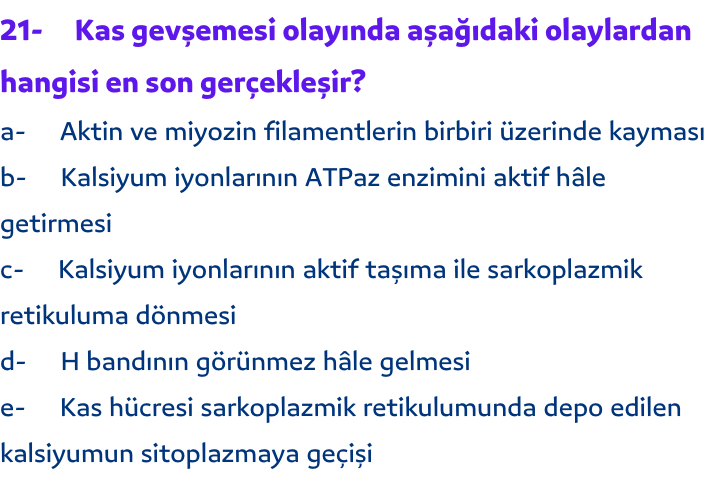 21- Kas gevşemesi olayında aşağıdaki olaylardan
hangisi en son gerçekleşir?
a- Aktin ve miyozin filamentlerin birbiri üzerinde kayması
b- Kalsiyum iyonlarının ATPaz enzimini aktif hâle
getirmesi
c- Kalsiyum iyonlarının aktif taşıma ile sarkoplazmik
retikuluma dönmesi
d- H bandının görünmez hâle gelmesi
e- Kas hücresi sarkoplazmik retikulumunda depo edilen
kalsiyumun sitoplazmaya geçişi